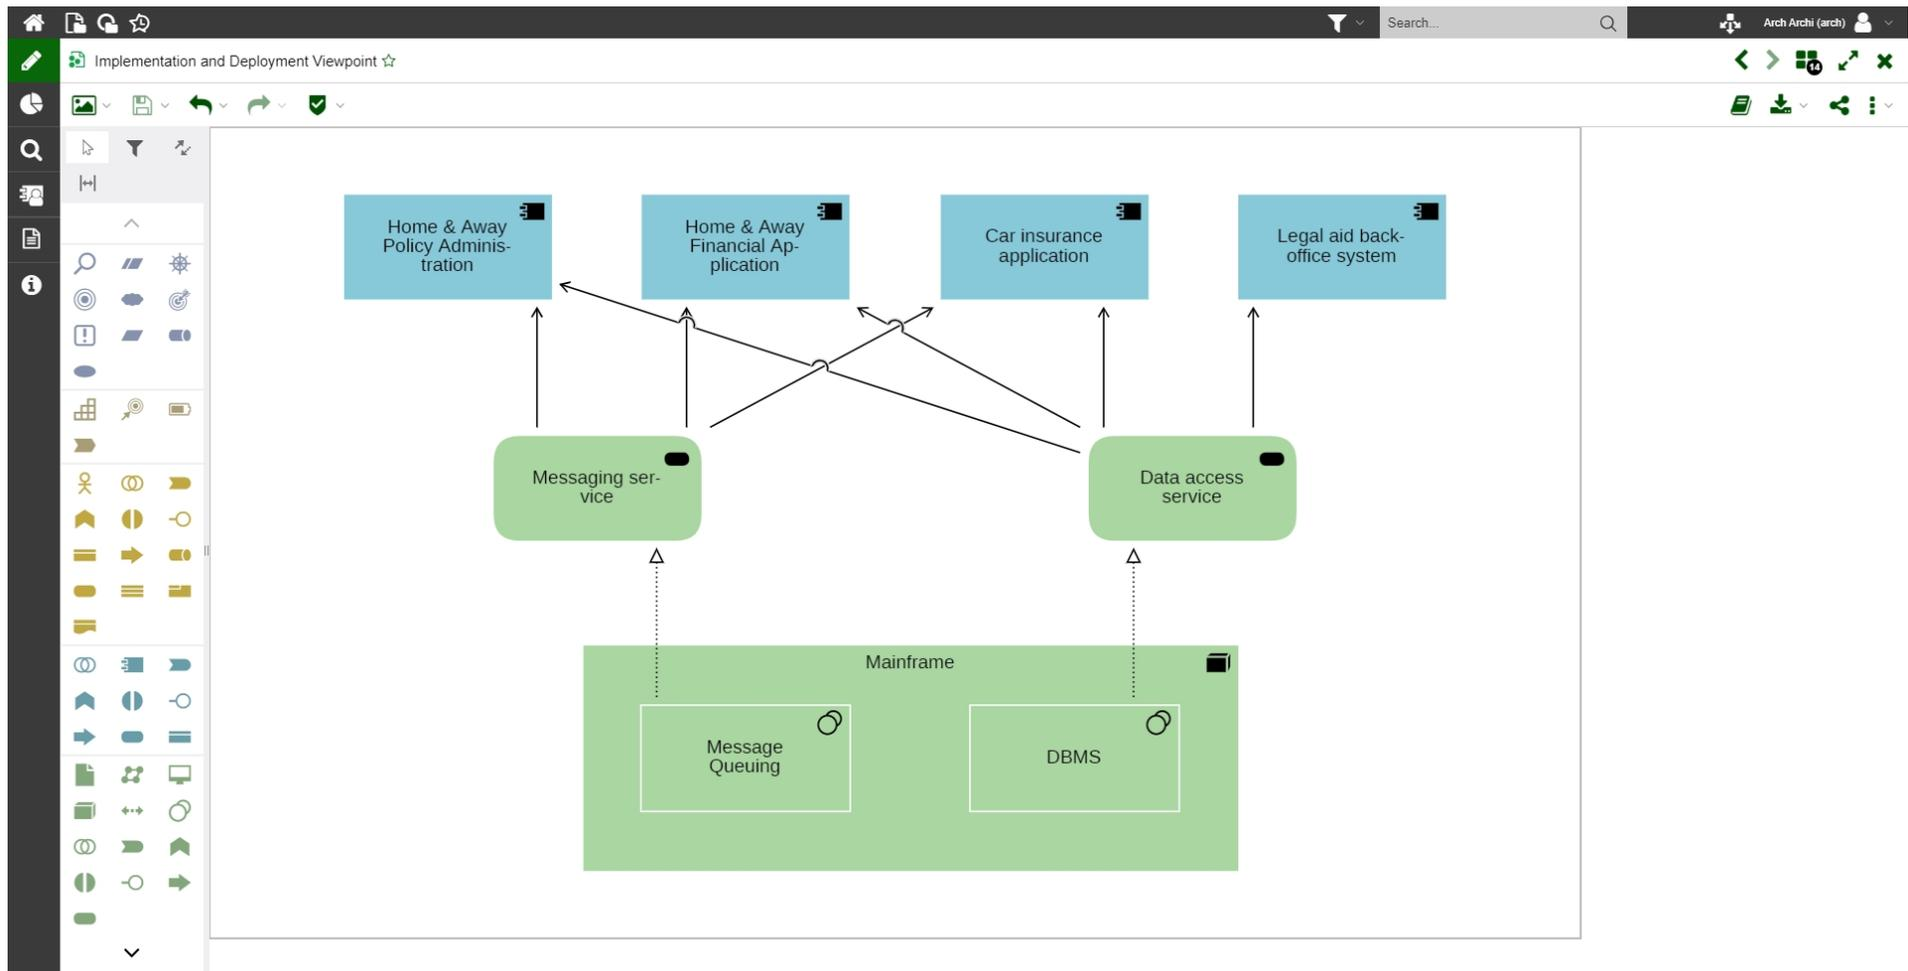 Search...
Arch Archi (arch)
Implementation and Deployment Viewpoint
14
Home & Away
Policy Adminis-
tration
Home & Away
Financial Ap-
plication
Car insurance
application
Legal aid back-
office system
Messaging ser-
vice
Data access
service
Mainframe
Message
Queuing
DBMS